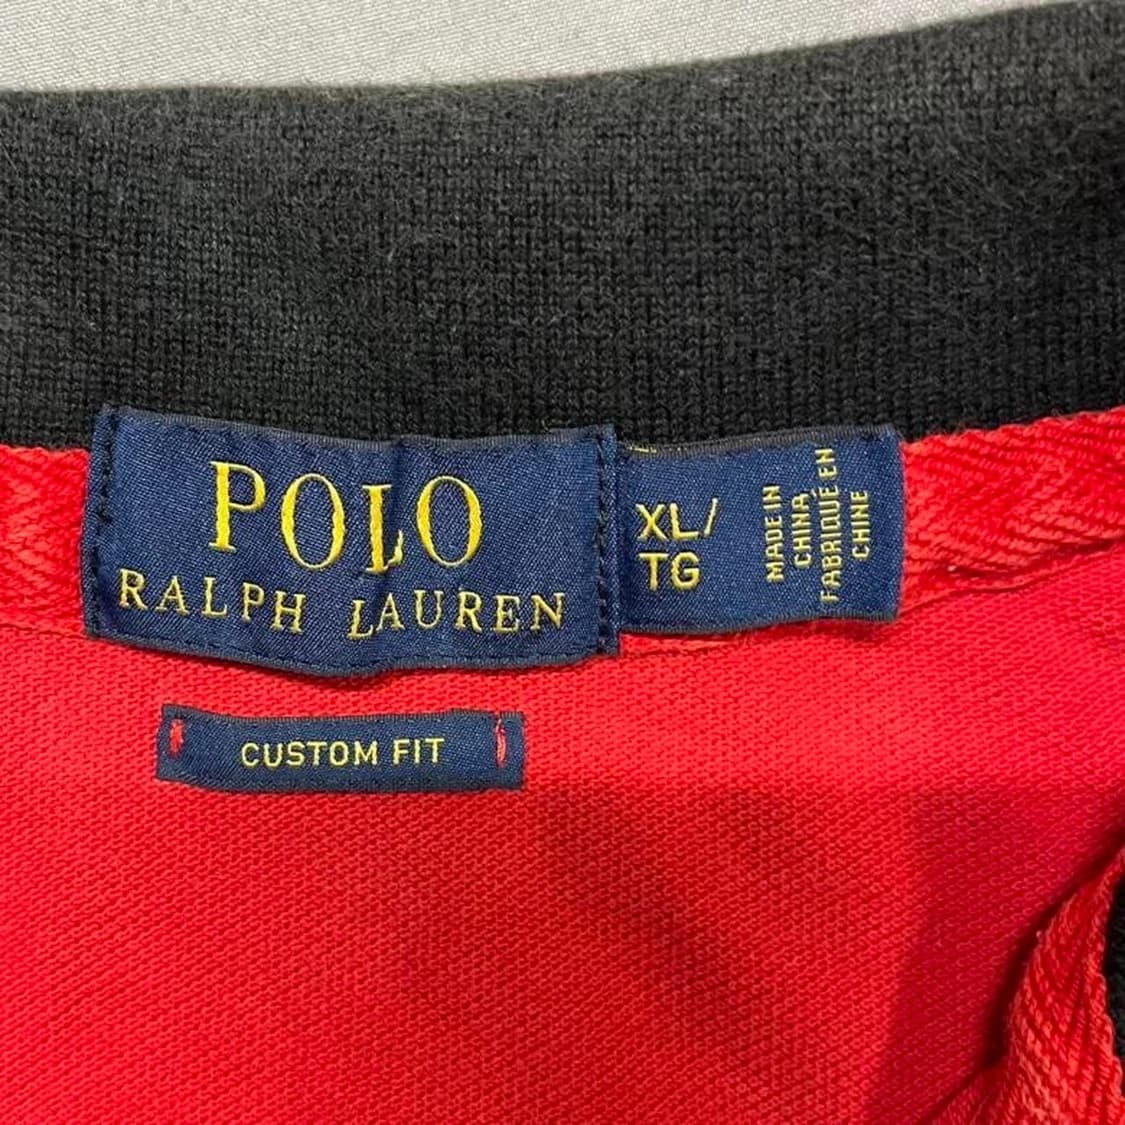 POLO
RALPH LAUREN
XL/
TG
MADE IN
CHINA
FABRIQUÉ EN
CHINE
CUSTOM FIT